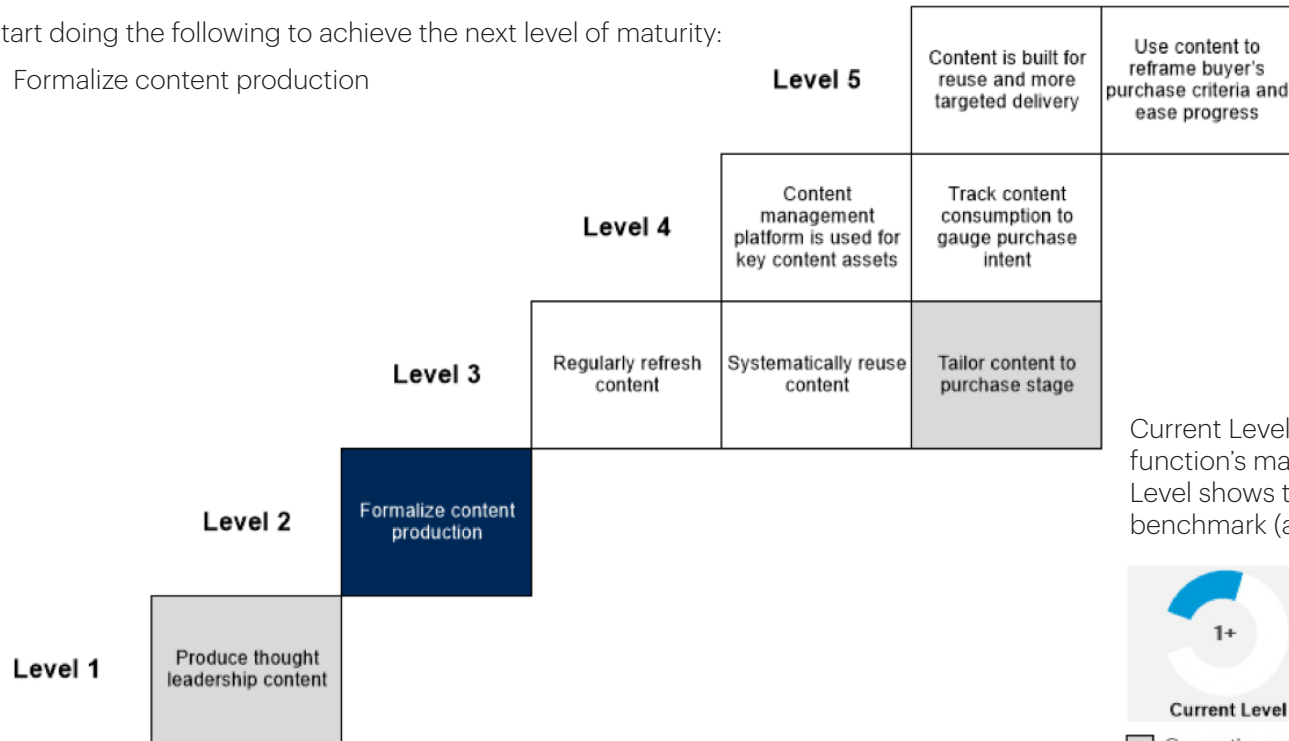 tart doing the following to achieve the next level of maturity:
Formalize content production
Level 5
Content is built for
reuse and more
targeted delivery
Use content to
reframe buyer's
purchase criteria and
ease progress
Level 4
Content
management
platform is used for
key content assets
Track content
consumption to
gauge purchase
intent
Level 3
Regularly refresh
content
Systematically reuse
content
Tailor content to
purchase stage
Level 2
Formalize content
production
Level 1
Produce thought
leadership content
Current Level
function's ma
Level shows t
benchmark (a
1+
Current Level